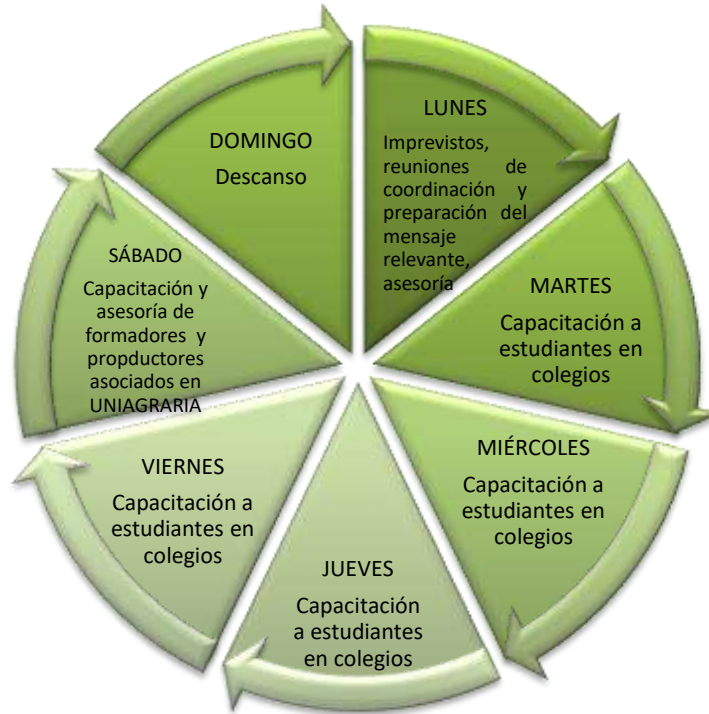 LUNES
Imprevistos,
reuniones de
coordinación y
preparación del
mensaje
relevante,
asesoría
MARTES
Capacitación a
estudiantes en
colegios
MIÉRCOLES
Capacitación a
estudiantes en
colegios
JUEVES
Capacitación
a estudiantes
en colegios
VIERNES
Capacitación a
estudiantes en
colegios
SÁBADO
Capacitación y
asesoría de
formadores y
propductores
asociados en
UNIAGRARIA
DOMINGO
Descanso